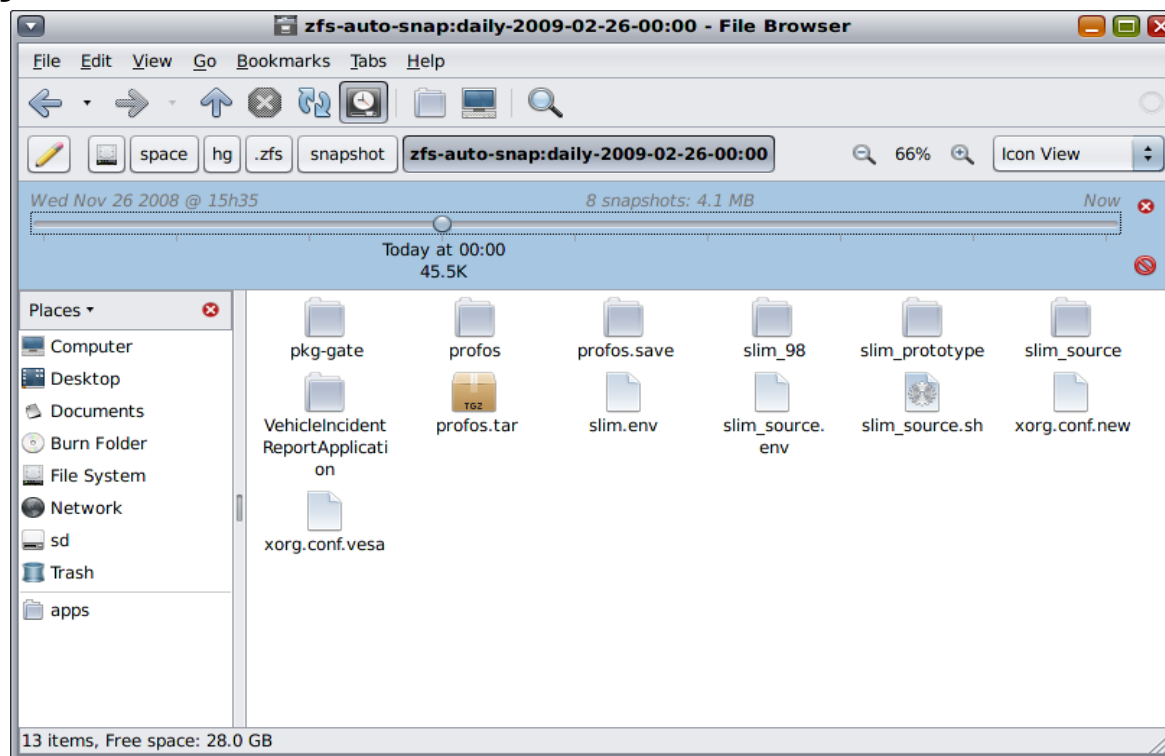 zfs-auto-snap:daily-2009-02-26-00:00 - File Browser
File Edit View Go Bookmarks Tabs Help
space hg .zfs snapshot zfs-auto-snap:daily-2009-02-26-00:00 66% Icon View
Wed Nov 26 2008 @ 15h35 8 snapshots: 4.1 MB Now
Today at 00:00
45.5K
Places
Computer
Desktop
Documents
Burn Folder
File System
Network
sd
Trash
apps
pkg-gate profos profos.save slim_98 slim_prototype slim_source
TGZ
VehicleIncident profos.tar slim.env slim_source. slim_source.sh xorg.conf.new
ReportApplicati env
on
xorg.conf.vesa
13 items, Free space: 28.0 GB